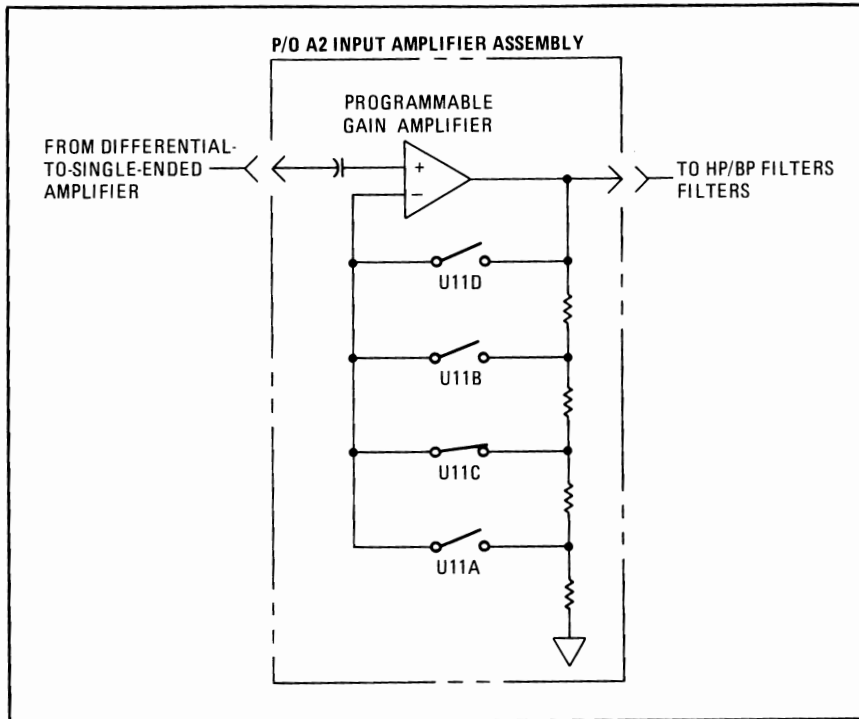 P/O A2 INPUT AMPLIFIER ASSEMBLY
PROGRAMMABLE
GAIN AMPLIFIER
FROM DIFFERENTIAL-
TO-SINGLE-ENDED
AMPLIFIER
+
−
TO HP/BP FILTERS
FILTERS
U11D
U11B
U11C
U11A